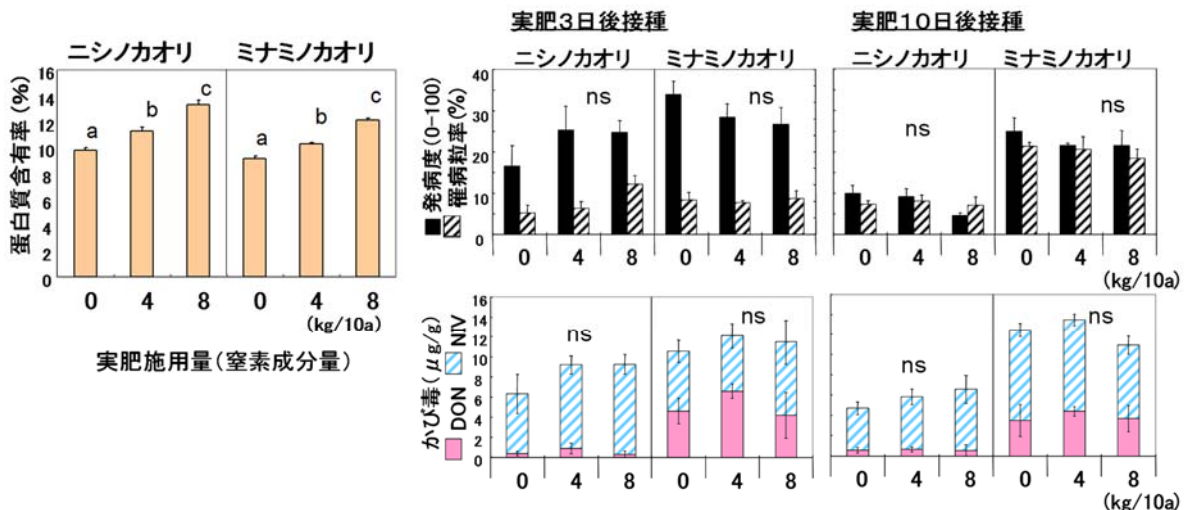 ニシノカオリ ミナミノカオリ
蛋白質含有率(%)
16
14
12
10
8
6
4
2
0
a b c a b c
0 4 8 0 4 8
(kg/10a)
実肥施用量(窒素成分量)
実肥3日後接種
ニシノカオリ ミナミノカオリ
発病度(0-100)
罹病粒率(%)
40
30
20
10
0
ns ns
0 4 8 0 4 8
実肥10日後接種
ニシノカオリ ミナミノカオリ
ns ns
0 4 8 0 4 8
(kg/10a)
かび毒(μg/g)
DON NIV
16
14
12
10
8
6
4
2
0
ns ns
0 4 8 0 4 8
ns ns
0 4 8 0 4 8
(kg/10a)